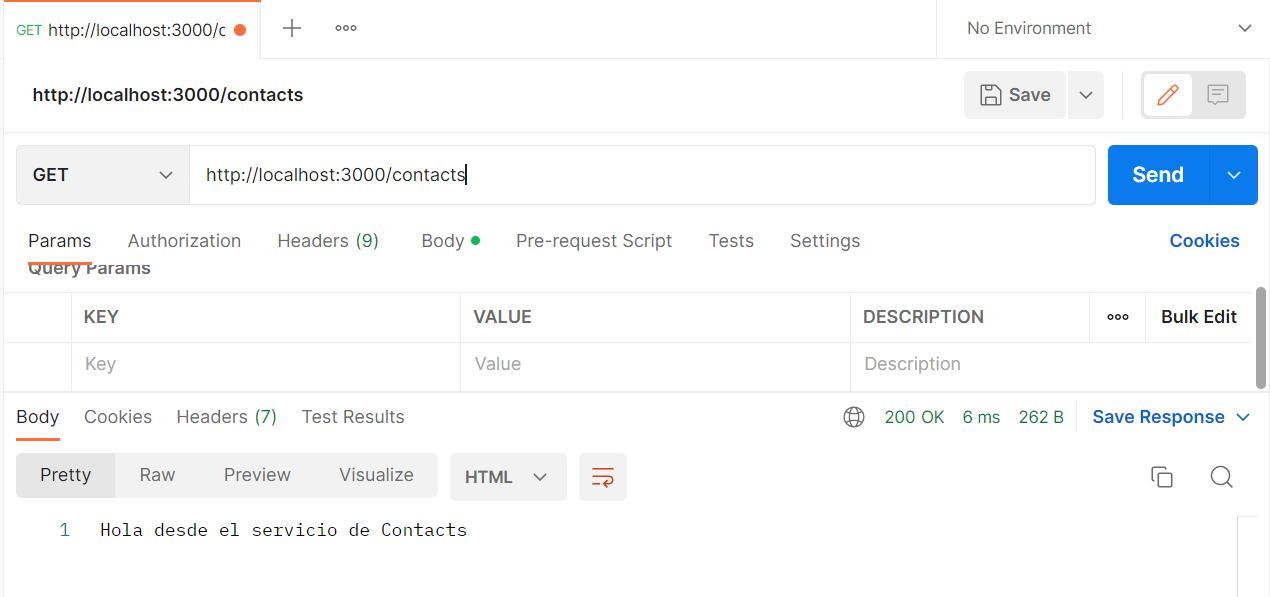 GET http://localhost:3000/c
No Environment
http://localhost:3000/contacts
Save
GET http://localhost:3000/contacts Send
Params Authorization Headers (9) Body Pre-request Script Tests Settings Cookies
Query Params
KEY VALUE DESCRIPTION Bulk Edit
Key Value Description
Body Cookies Headers (7) Test Results 200 OK 6 ms 262 B Save Response
Pretty Raw Preview Visualize HTML
1 Hola desde el servicio de Contacts